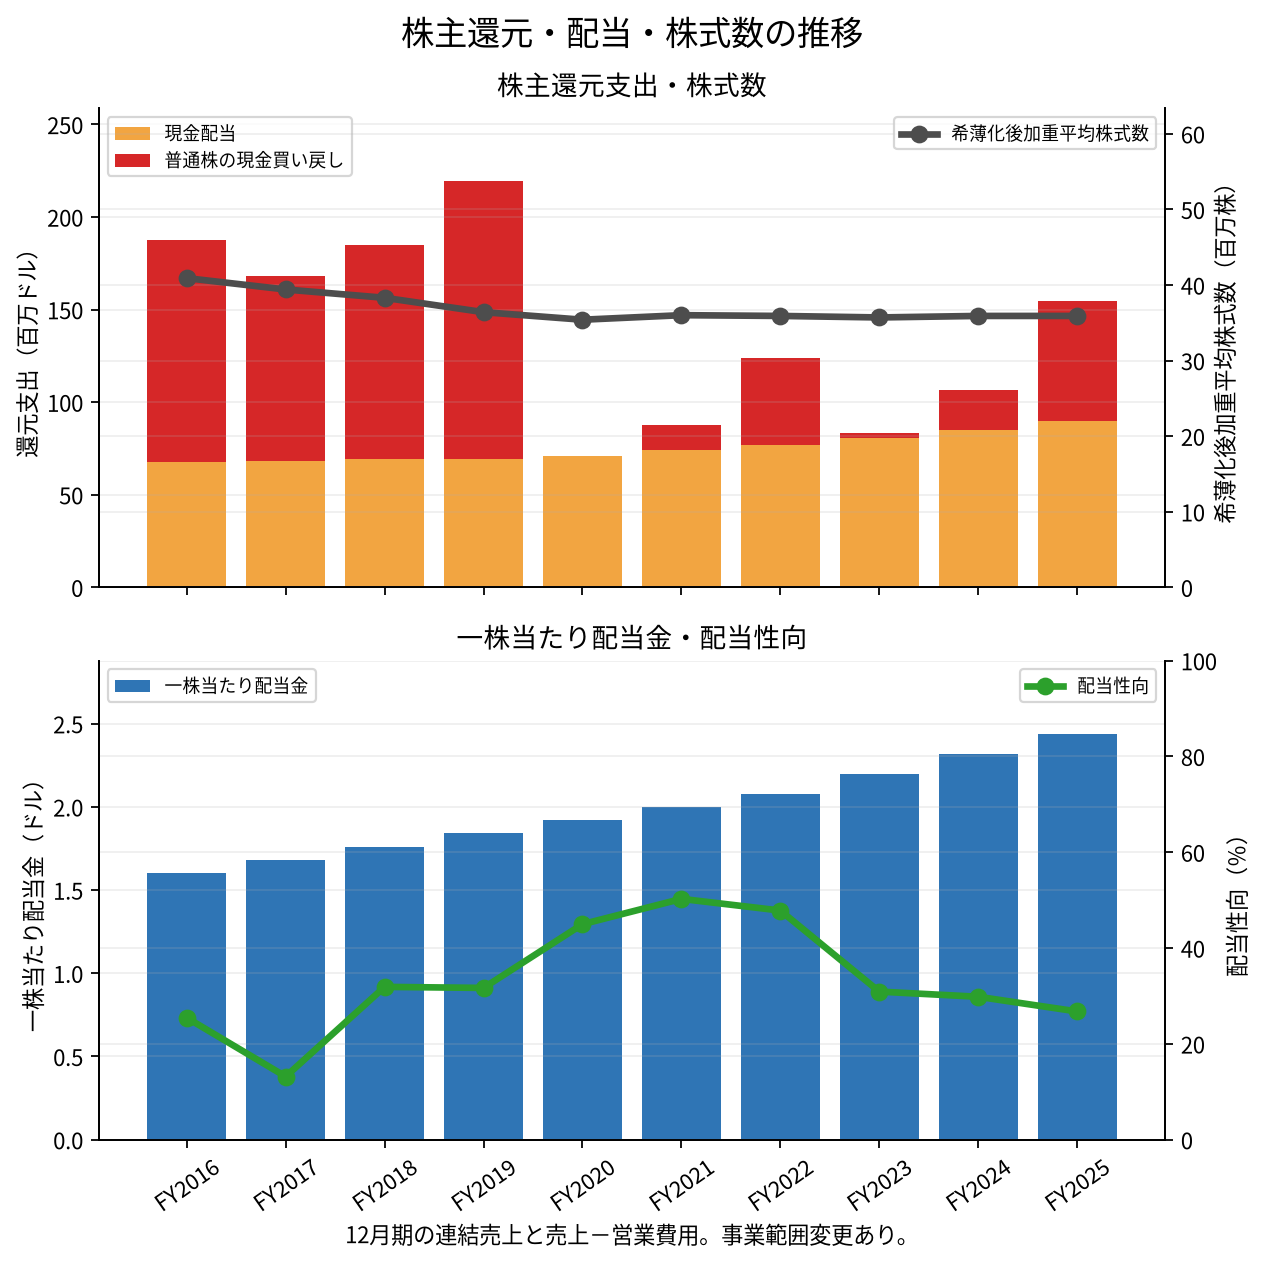 株主還元・配当・株式数の推移
株主還元支出・株式数
現金配当
普通株の現金買い戻し
希薄化後加重平均株式数
還元支出（百万ドル）
250
200
150
100
50
0
60
50
40
30
20
10
0
希薄化後加重平均株式数（百万株）
一株当たり配当金・配当性向
一株当たり配当金
配当性向
一株当たり配当金（ドル）
2.5
2.0
1.5
1.0
0.5
0.0
100
80
60
40
20
0
配当性向（%）
FY2016 FY2017 FY2018 FY2019 FY2020 FY2021 FY2022 FY2023 FY2024 FY2025
12月期の連結売上と売上－営業費用。事業範囲変更あり。